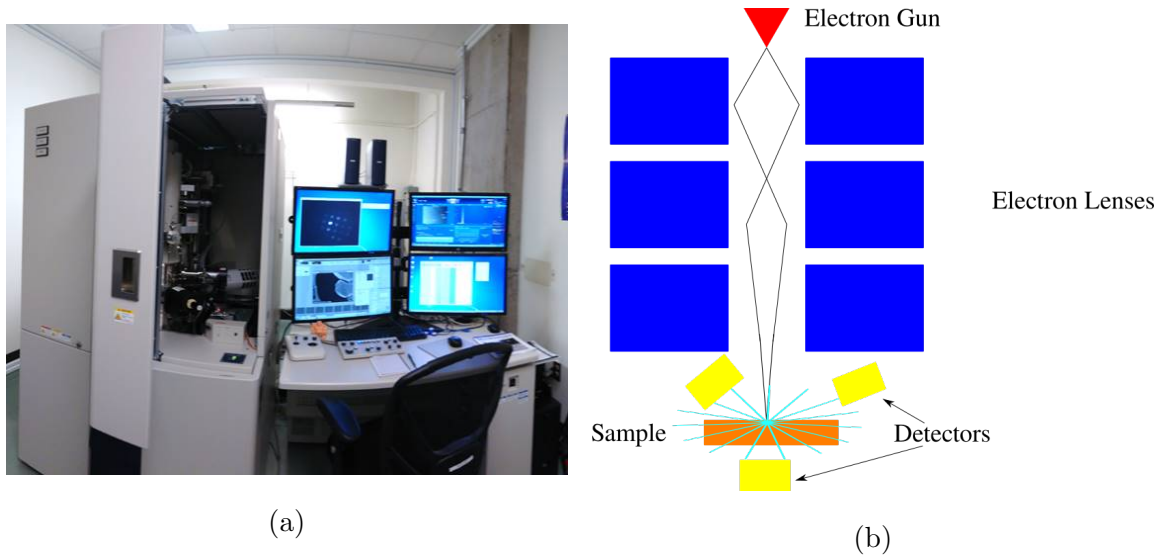 Electron Gun
Electron Lenses
Sample
Detectors
(a)
(b)